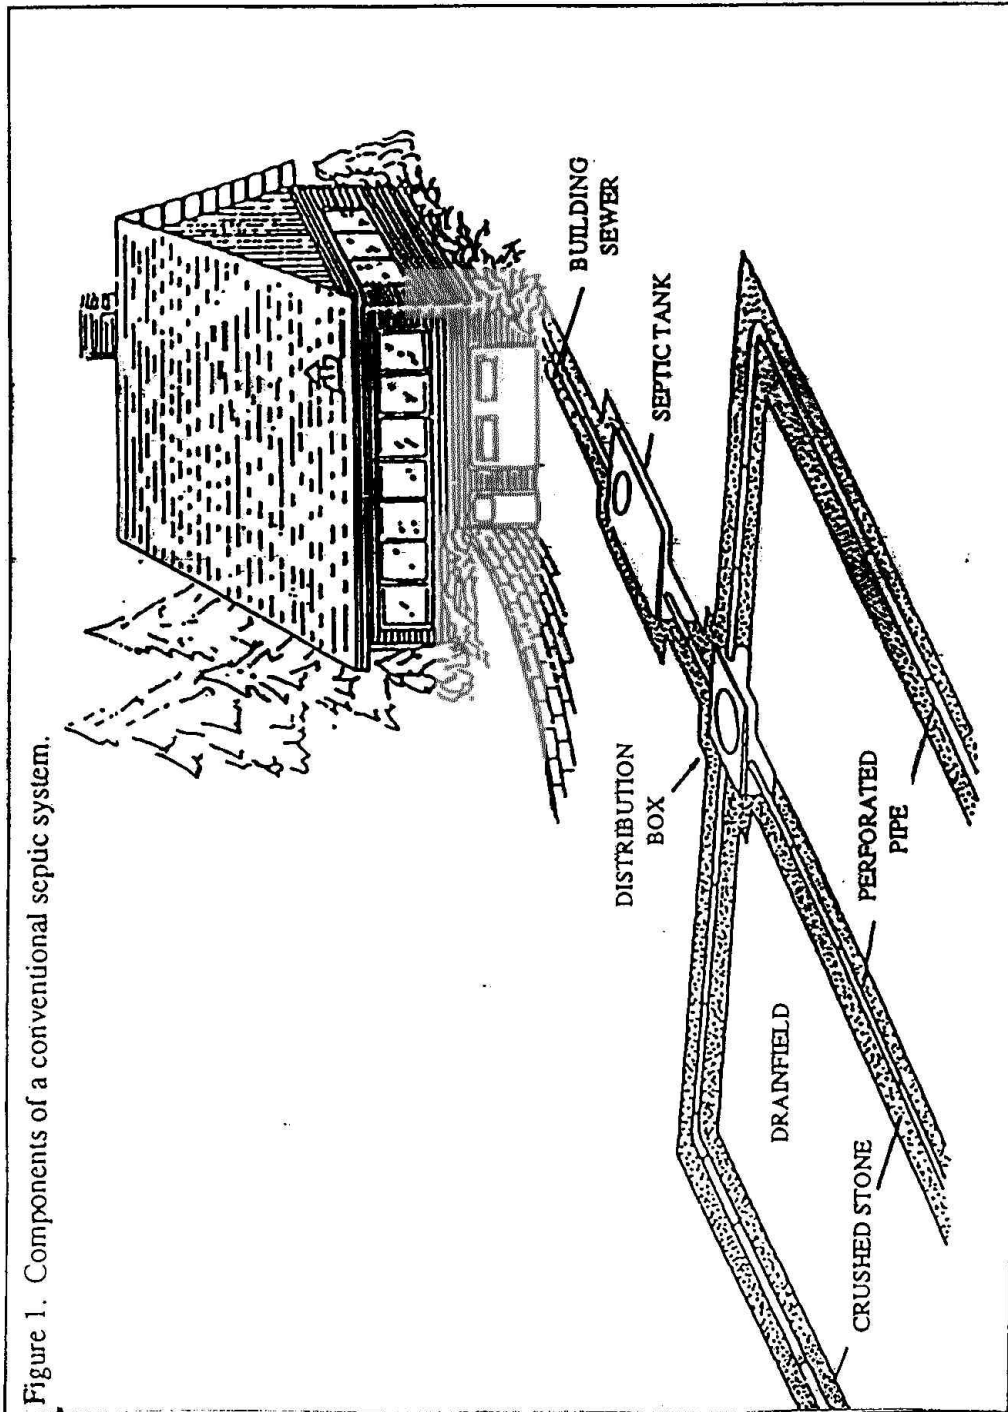 Figure 1. Components of a conventional septic system.
BUILDING
SEWER
SEPTIC TANK
DISTRIBUTION
BOX
PERFORATED
PIPE
DRAINFIELD
CRUSHED STONE